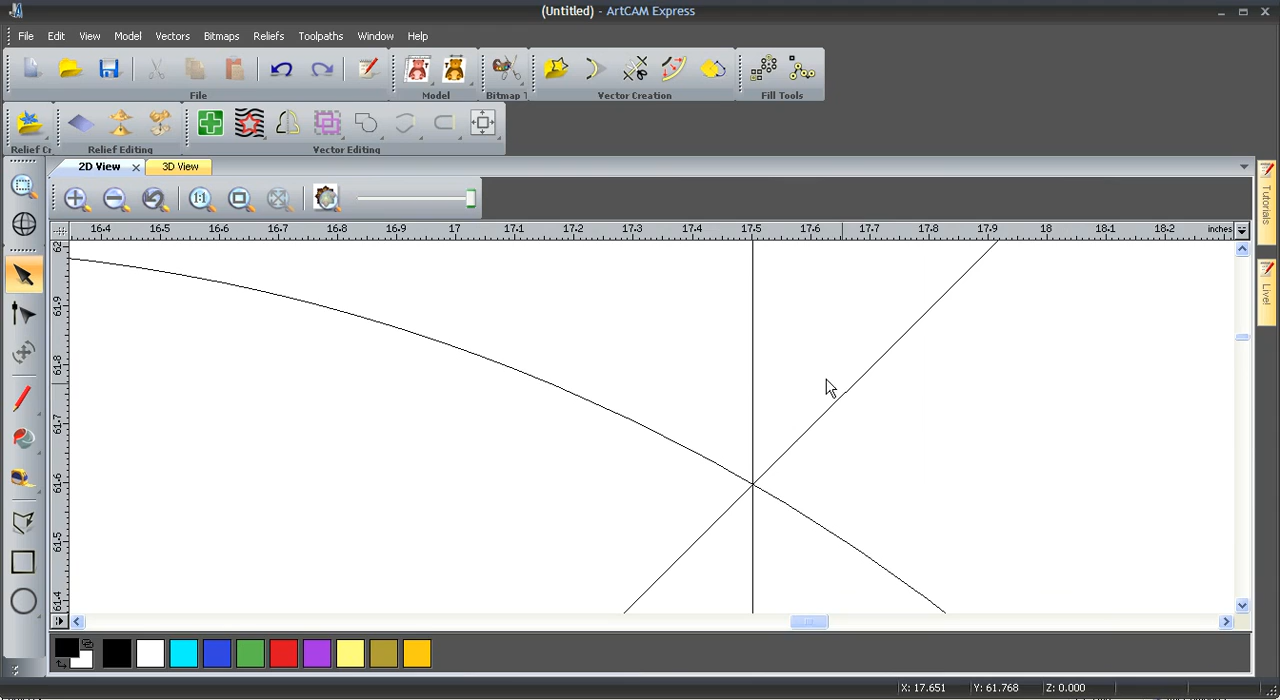 (Untitled) - ArtCAM Express
File Edit View Model Vectors Bitmaps Reliefs Toolpaths Window Help
File Model Bitmap T Vector Creation Fill Tools
Relief Cr Relief Editing Vector Editing
2D View 3D View
1:1
16.4 16.5 16.6 16.7 16.8 16.9 17 17.1 17.2 17.3 17.4 17.5 17.6 17.7 17.8 17.9 18 18.1 18.2 inches
62
61.9
61.8
61.7
61.6
61.5
61.4
Tutorials
Live!
X: 17.651 Y: 61.768 Z: 0.000